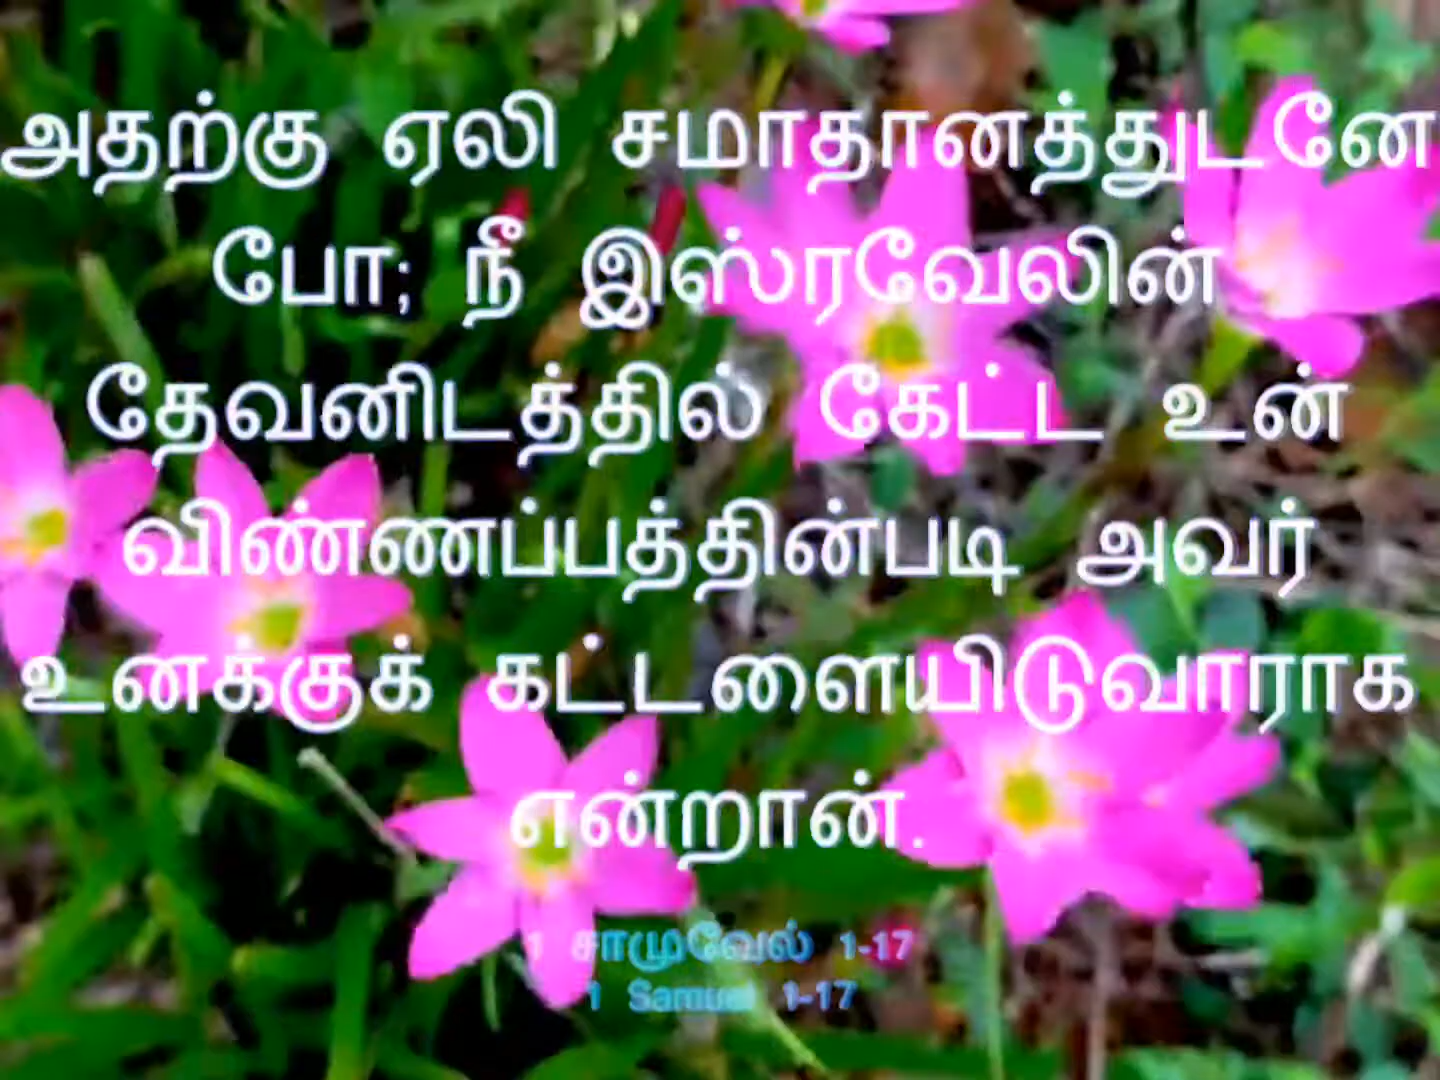 அதற்கு ஏலி சமாதானத்துடனே
போ; நீ இஸ்ரவேலின்
தேவனிடத்தில் கேட்ட உன்
விண்ணப்பத்தின்படி அவர்
உனக்குக் கட்டளையிடுவாராக
என்றான்.
1 சாமுவேல் 1-17
1 Samuel 1-17